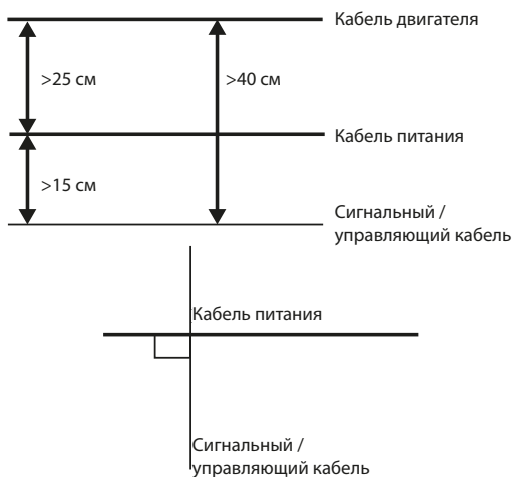 Кабель двигателя
>25 см
>40 см
Кабель питания
>15 см
Сигнальный /
управляющий кабель
Кабель питания
Сигнальный /
управляющий кабель